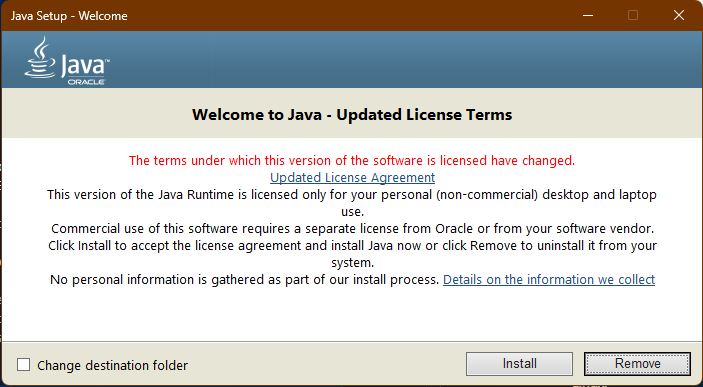 Java Setup - Welcome
Java™
ORACLE
Welcome to Java - Updated License Terms
The terms under which this version of the software is licensed have changed.
Updated License Agreement
This version of the Java Runtime is licensed only for your personal (non-commercial) desktop and laptop
use.
Commercial use of this software requires a separate license from Oracle or from your software vendor.
Click Install to accept the license agreement and install Java now or click Remove to uninstall it from your
system.
No personal information is gathered as part of our install process. Details on the information we collect
Change destination folder
Install
Remove